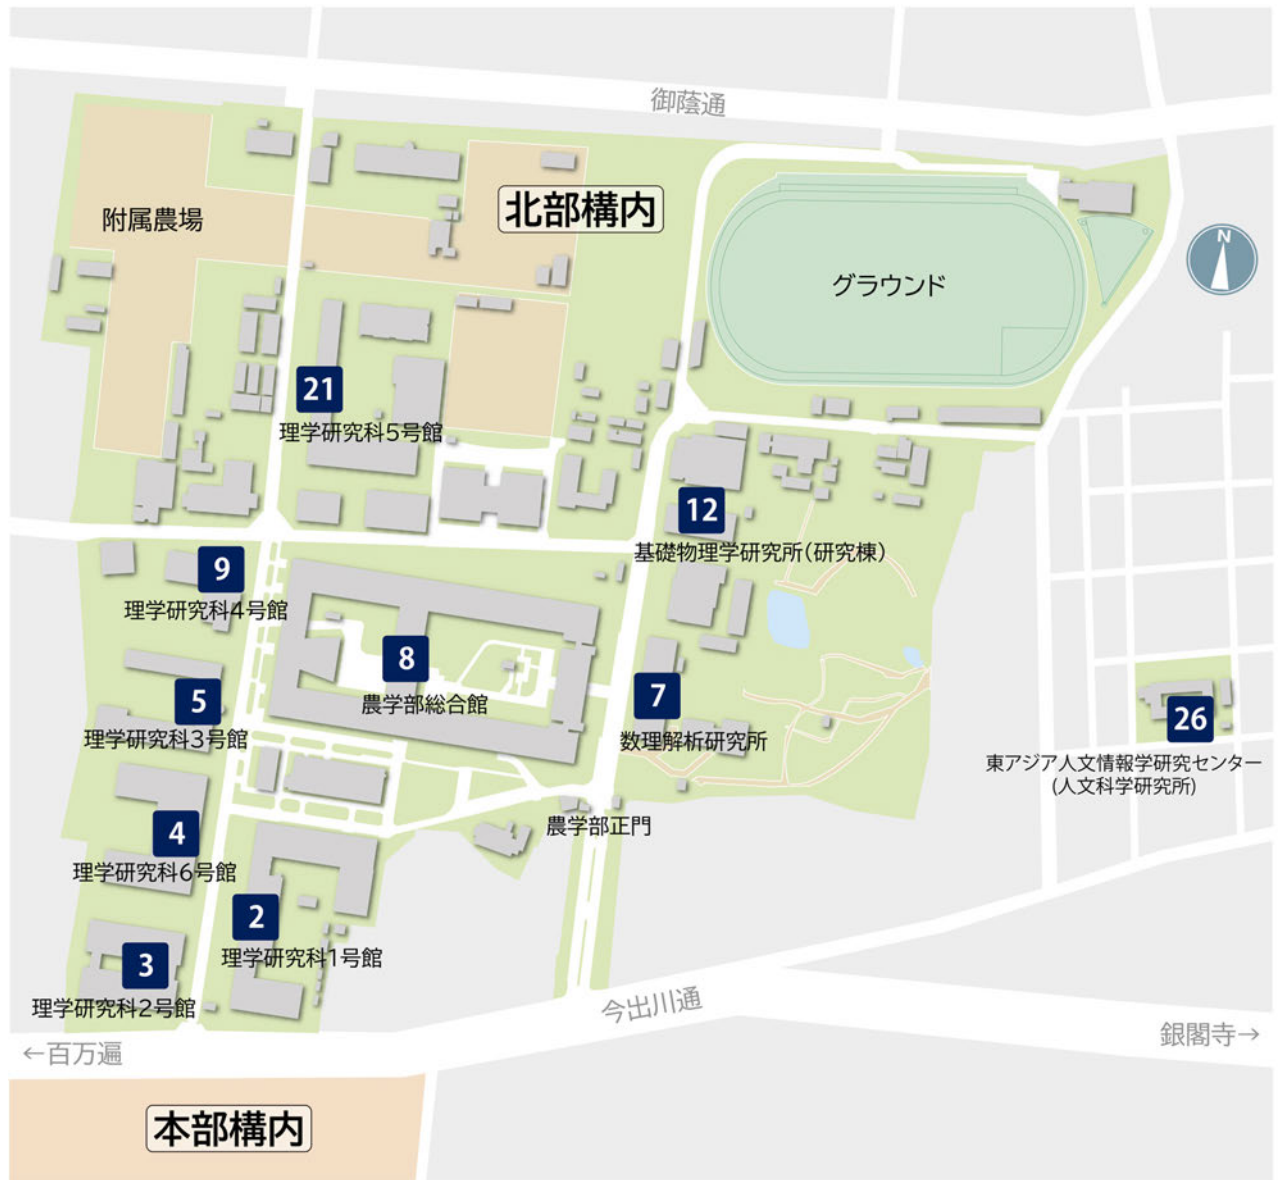 御蔭通
北部構内
附属農場
N
グラウンド
21
理学研究科5号館
12
基礎物理学研究所(研究棟)
9
理学研究科4号館
8
農学部総合館
5
理学研究科3号館
7
数理解析研究所
26
東アジア人文情報学研究センター
(人文科学研究所)
4
理学研究科6号館
農学部正門
2
理学研究科1号館
3
理学研究科2号館
今出川通
←百万遍
銀閣寺→
本部構内